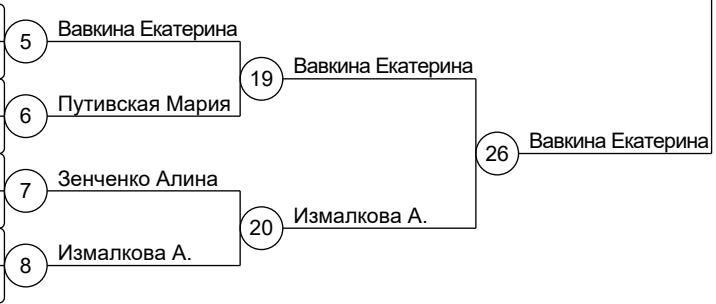 5 Вавкина Екатерина
19 Вавкина Екатерина
6 Путивская Мария
26 Вавкина Екатерина
7 Зенченко Алина
20 Измалкова А.
8 Измалкова А.